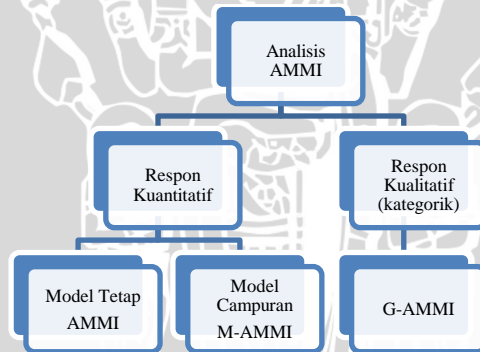 Analisis
AMMI
Respon
Kuantitatif
Respon
Kualitatif
(kategorik)
Model Tetap
AMMI
Model
Campuran
M-AMMI
G-AMMI